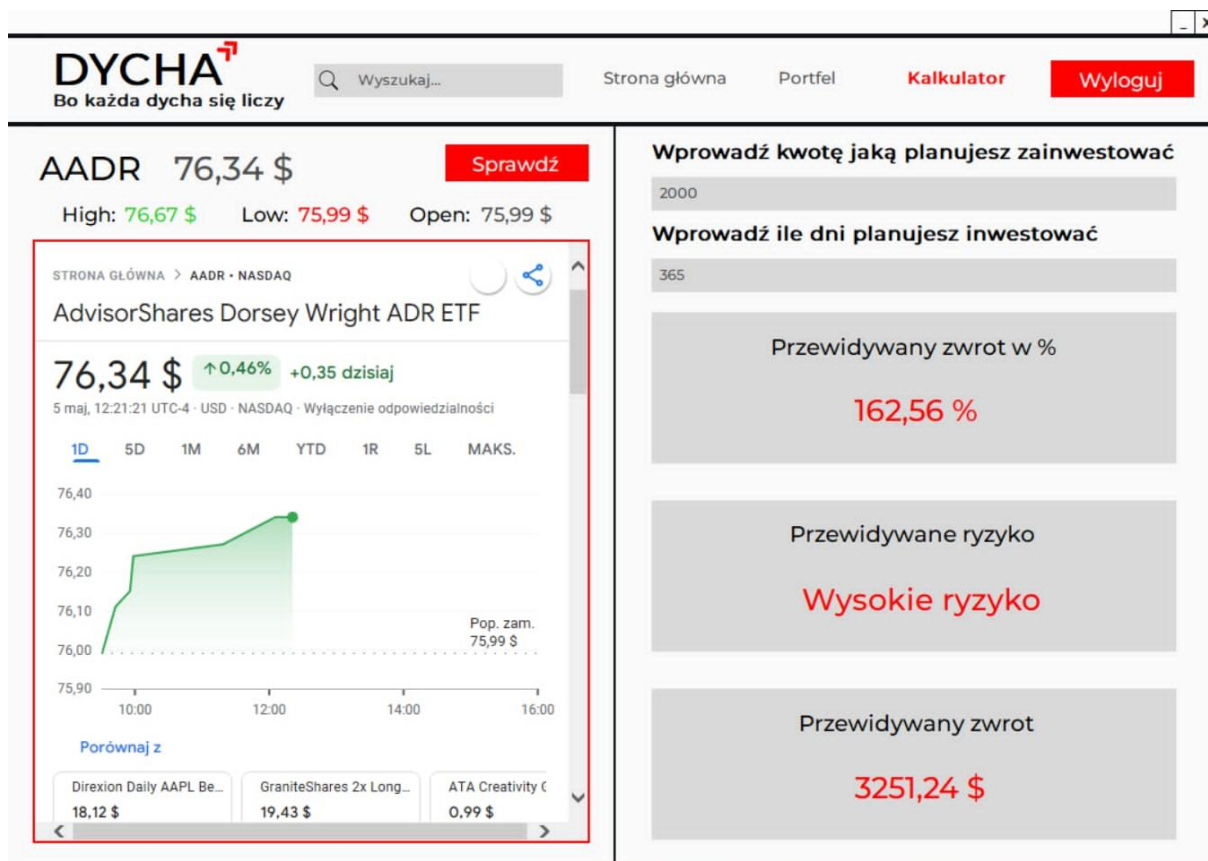 _ x
DYCHA
Bo każda dycha się liczy
Wyszukaj...
Strona główna Portfel Kalkulator Wyloguj
AADR 76,34 $ Sprawdź
High: 76,67 $ Low: 75,99 $ Open: 75,99 $
STRONA GŁÓWNA > AADR • NASDAQ
AdvisorShares Dorsey Wright ADR ETF
76,34 $ ↑0,46% +0,35 dzisiaj
5 maj, 12:21:21 UTC-4 · USD · NASDAQ · Wyłączenie odpowiedzialności
1D 5D 1M 6M YTD 1R 5L MAKS.
76,40
76,30
76,20
76,10
76,00
75,90
Pop. zam.
75,99 $
10:00 12:00 14:00 16:00
Porównaj z
Direxion Daily AAPL Be...
18,12 $
GraniteShares 2x Long...
19,43 $
ATA Creativity
0,99 $
Wprowadź kwotę jaką planujesz zainwestować
2000
Wprowadź ile dni planujesz inwestować
365
Przewidywany zwrot w %
162,56 %
Przewidywane ryzyko
Wysokie ryzyko
Przewidywany zwrot
3251,24 $